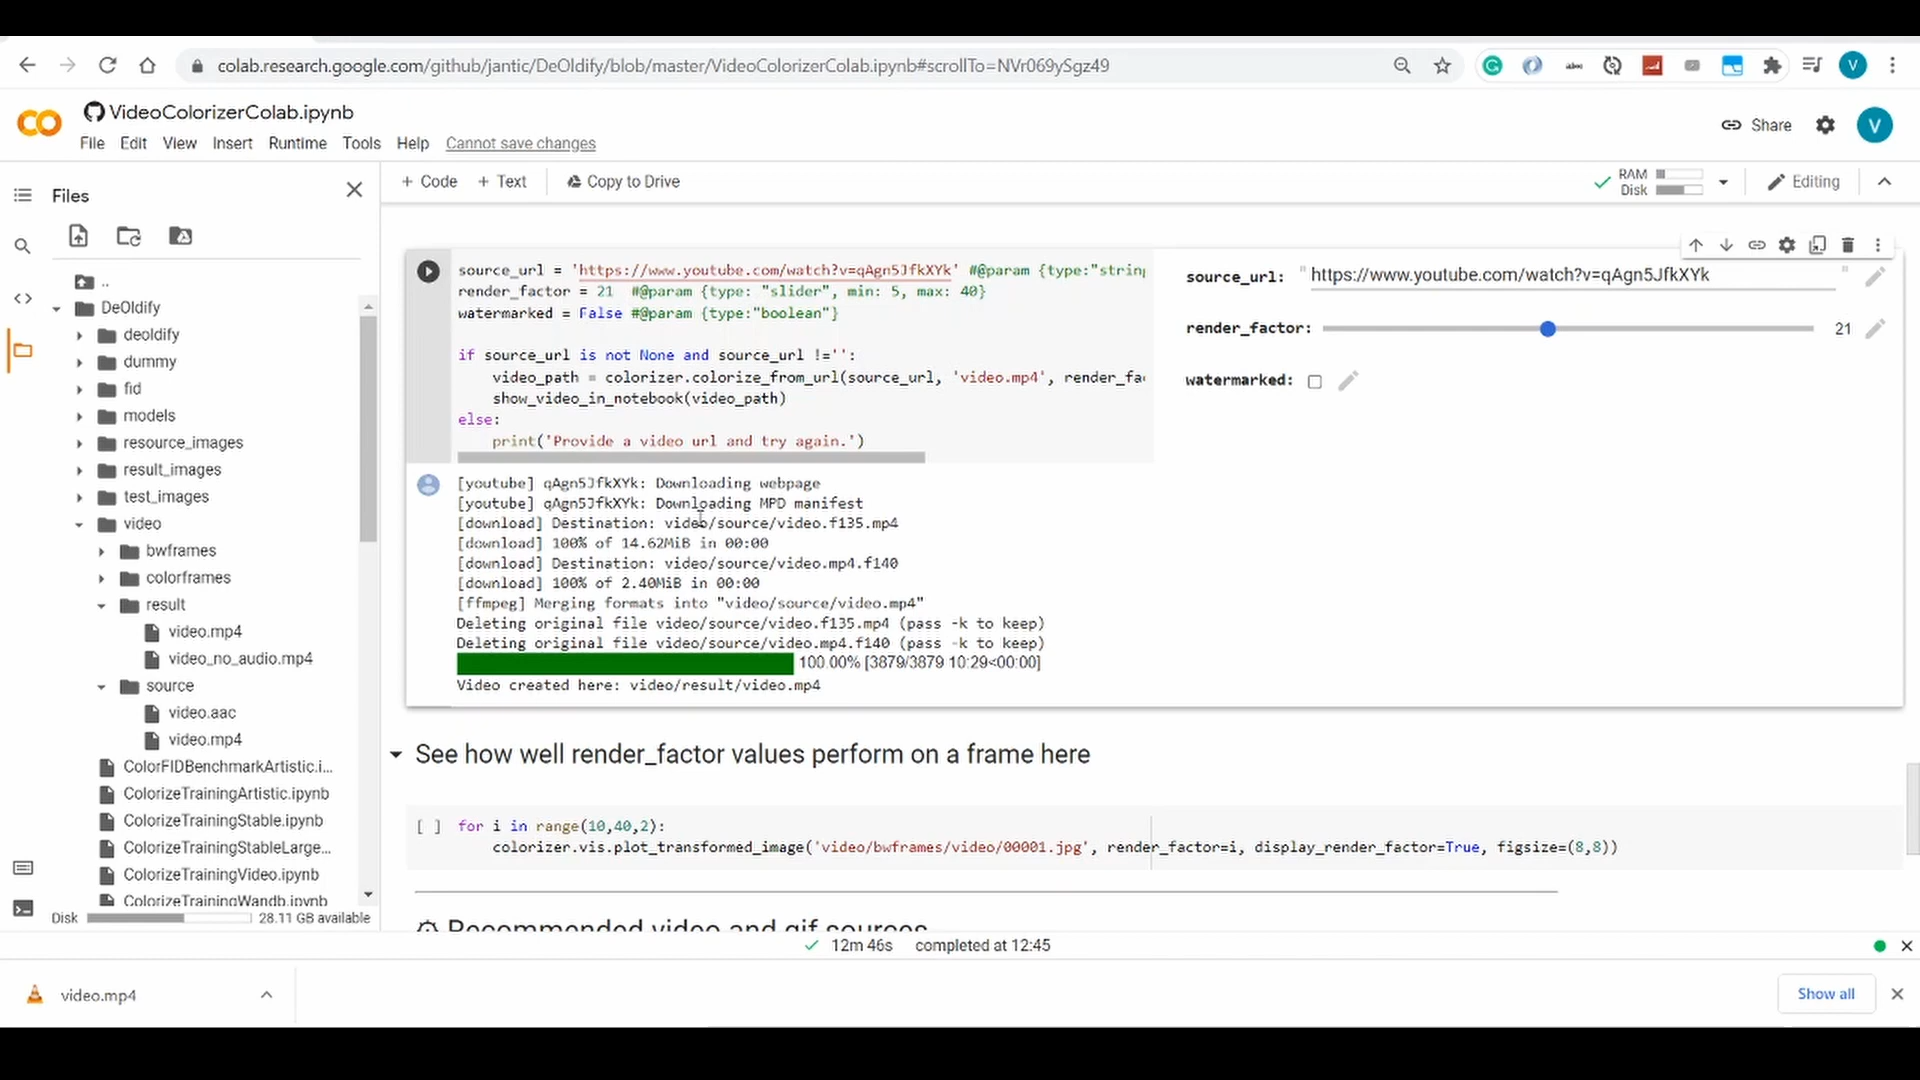 colab.research.google.com/github/jantic/DeOldify/blob/master/VideoColorizerColab.ipynb#scrollTo=NVr069ySgz49
V
VideoColorizerColab.ipynb
File Edit View Insert Runtime Tools Help Cannot save changes
Share
V
Files
+ Code + Text Copy to Drive
RAM
Disk
Editing
..
DeOldify
deoldify
dummy
fid
models
resource_images
result_images
test_images
video
bwframes
colorframes
result
video.mp4
video_no_audio.mp4
source
video.aac
video.mp4
ColorFIDBenchmarkArtistic.i...
ColorizeTrainingArtistic.ipynb
ColorizeTrainingStable.ipynb
ColorizeTrainingStableLarge...
ColorizeTrainingVideo.ipynb
ColorizeTrainingWandb.ipynb
Disk 28.11 GB available
source_url = 'https://www.youtube.com/watch?v=qAgn5JfkXYk' #@param {type:"string
render_factor = 21 #@param {type: "slider", min: 5, max: 40}
watermarked = False #@param {type:"boolean"}
if source_url is not None and source_url !='':
video_path = colorizer.colorize_from_url(source_url, 'video.mp4', render_fa
show_video_in_notebook(video_path)
else:
print('Provide a video url and try again.')
source_url: " https://www.youtube.com/watch?v=qAgn5JfkXYk "
render_factor: 21
watermarked:
[youtube] qAgn5JfkXYk: Downloading webpage
[youtube] qAgn5JfkXYk: Downloading MPD manifest
[download] Destination: video/source/video.f135.mp4
[download] 100% of 14.62MiB in 00:00
[download] Destination: video/source/video.mp4.f140
[download] 100% of 2.40MiB in 00:00
[ffmpeg] Merging formats into "video/source/video.mp4"
Deleting original file video/source/video.f135.mp4 (pass -k to keep)
Deleting original file video/source/video.mp4.f140 (pass -k to keep)
100.00% [3879/3879 10:29<00:00]
Video created here: video/result/video.mp4
See how well render_factor values perform on a frame here
[ ] for i in range(10,40,2):
colorizer.vis.plot_transformed_image('video/bwframes/video/00001.jpg', render_factor=i, display_render_factor=True, figsize=(8,8))
Recommended video and gif sources
12m 46s completed at 12:45
video.mp4
Show all